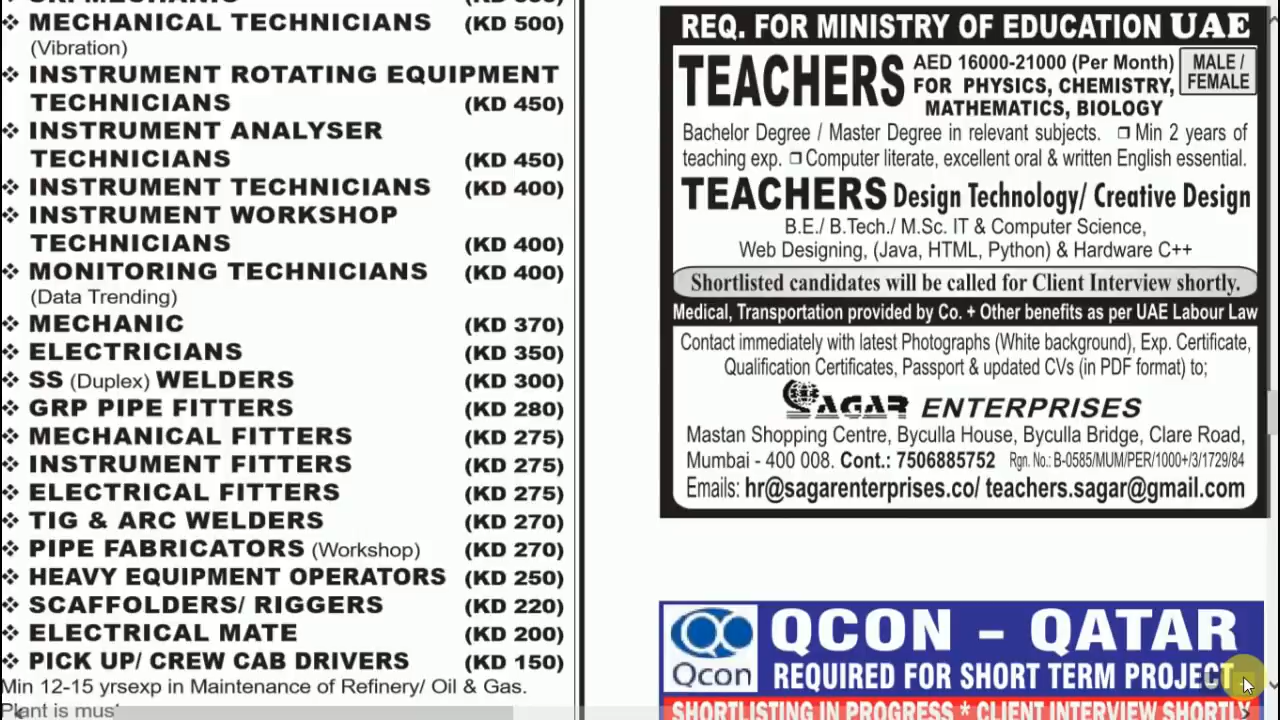 MECHANICAL TECHNICIANS (KD 500)
(Vibration)
INSTRUMENT ROTATING EQUIPMENT
TECHNICIANS (KD 450)
INSTRUMENT ANALYSER
TECHNICIANS (KD 450)
INSTRUMENT TECHNICIANS (KD 400)
INSTRUMENT WORKSHOP
TECHNICIANS (KD 400)
MONITORING TECHNICIANS (KD 400)
(Data Trending)
MECHANIC (KD 370)
ELECTRICIANS (KD 350)
SS (Duplex) WELDERS (KD 300)
GRP PIPE FITTERS (KD 280)
MECHANICAL FITTERS (KD 275)
INSTRUMENT FITTERS (KD 275)
ELECTRICAL FITTERS (KD 275)
TIG & ARC WELDERS (KD 270)
PIPE FABRICATORS (Workshop) (KD 270)
HEAVY EQUIPMENT OPERATORS (KD 250)
SCAFFOLDERS/ RIGGERS (KD 220)
ELECTRICAL MATE (KD 200)
PICK UP/ CREW CAB DRIVERS (KD 150)
Min 12-15 yrsexp in Maintenance of Refinery/ Oil & Gas.
Plant is must
REQ. FOR MINISTRY OF EDUCATION UAE
TEACHERS AED 16000-21000 (Per Month) MALE /
FOR PHYSICS, CHEMISTRY, FEMALE
MATHEMATICS, BIOLOGY
Bachelor Degree / Master Degree in relevant subjects. ❒ Min 2 years of
teaching exp. ❒ Computer literate, excellent oral & written English essential.
TEACHERS Design Technology/ Creative Design
B.E./ B.Tech./ M.Sc. IT & Computer Science,
Web Designing, (Java, HTML, Python) & Hardware C++
Shortlisted candidates will be called for Client Interview shortly.
Medical, Transportation provided by Co. + Other benefits as per UAE Labour Law
Contact immediately with latest Photographs (White background), Exp. Certificate,
Qualification Certificates, Passport & updated CVs (in PDF format) to;
SAGAR ENTERPRISES
Mastan Shopping Centre, Byculla House, Byculla Bridge, Clare Road,
Mumbai - 400 008. Cont.: 7506885752 Rgn. No.: B-0585/MUM/PER/1000+/3/1729/84
Emails: hr@sagarenterprises.co/ teachers.sagar@gmail.com
QCON - QATAR
Qcon REQUIRED FOR SHORT TERM PROJECT
SHORTLISTING IN PROGRESS * CLIENT INTERVIEW SHORTLY